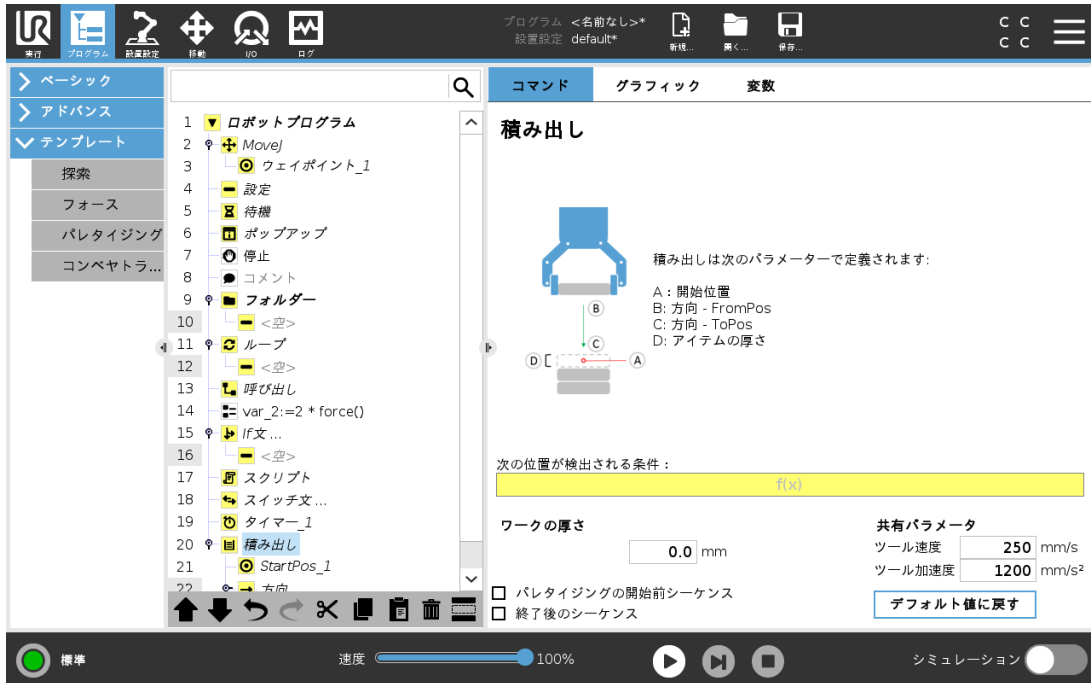 UR
実行
プログラム
設置設定
移動
I/O
ログ
プログラム <名前なし>*
設置設定 default*
新規...
開く...
保存...
C C
C C
ベーシック
アドバンス
テンプレート
探索
フォース
パレタイジング
コンベヤトラ...
1 ロボットプログラム
2 MoveJ
3 ウェイポイント_1
4 設定
5 待機
6 ポップアップ
7 停止
8 コメント
9 フォルダー
10 <空>
11 ループ
12 <空>
13 呼び出し
14 var_2:=2 * force()
15 If文...
16 <空>
17 スクリプト
18 スイッチ文...
19 タイマー_1
20 積み出し
21 StartPos_1
22 方向
コマンド
グラフィック
変数
積み出し
B
C
D
A
積み出しは次のパラメーターで定義されます:
A : 開始位置
B: 方向 - FromPos
C: 方向 - ToPos
D: アイテムの厚さ
次の位置が検出される条件 :
f(x)
ワークの厚さ
0.0 mm
パレタイジングの開始前シーケンス
終了後のシーケンス
共有パラメータ
ツール速度 250 mm/s
ツール加速度 1200 mm/s²
デフォルト値に戻す
標準
速度 100%
シミュレーション